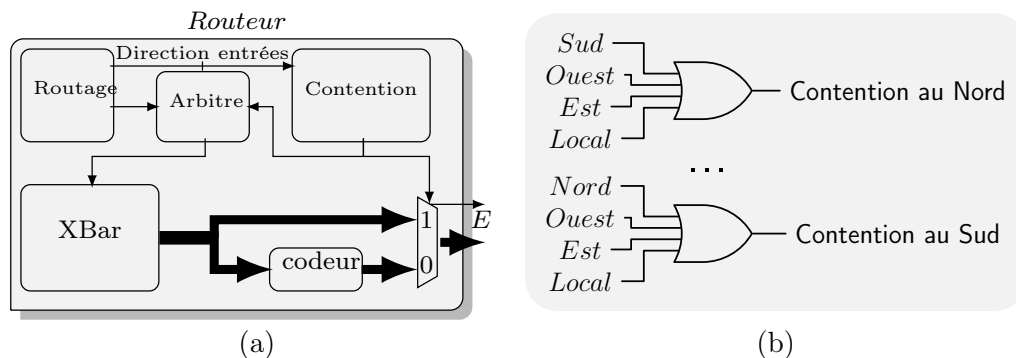 Routeur
Direction entrées
Routage
Arbitre
Contention
XBar
codeur
1
0
E
(a)
Sud
Ouest
Est
Local
Contention au Nord
...
Nord
Ouest
Est
Local
Contention au Sud
(b)